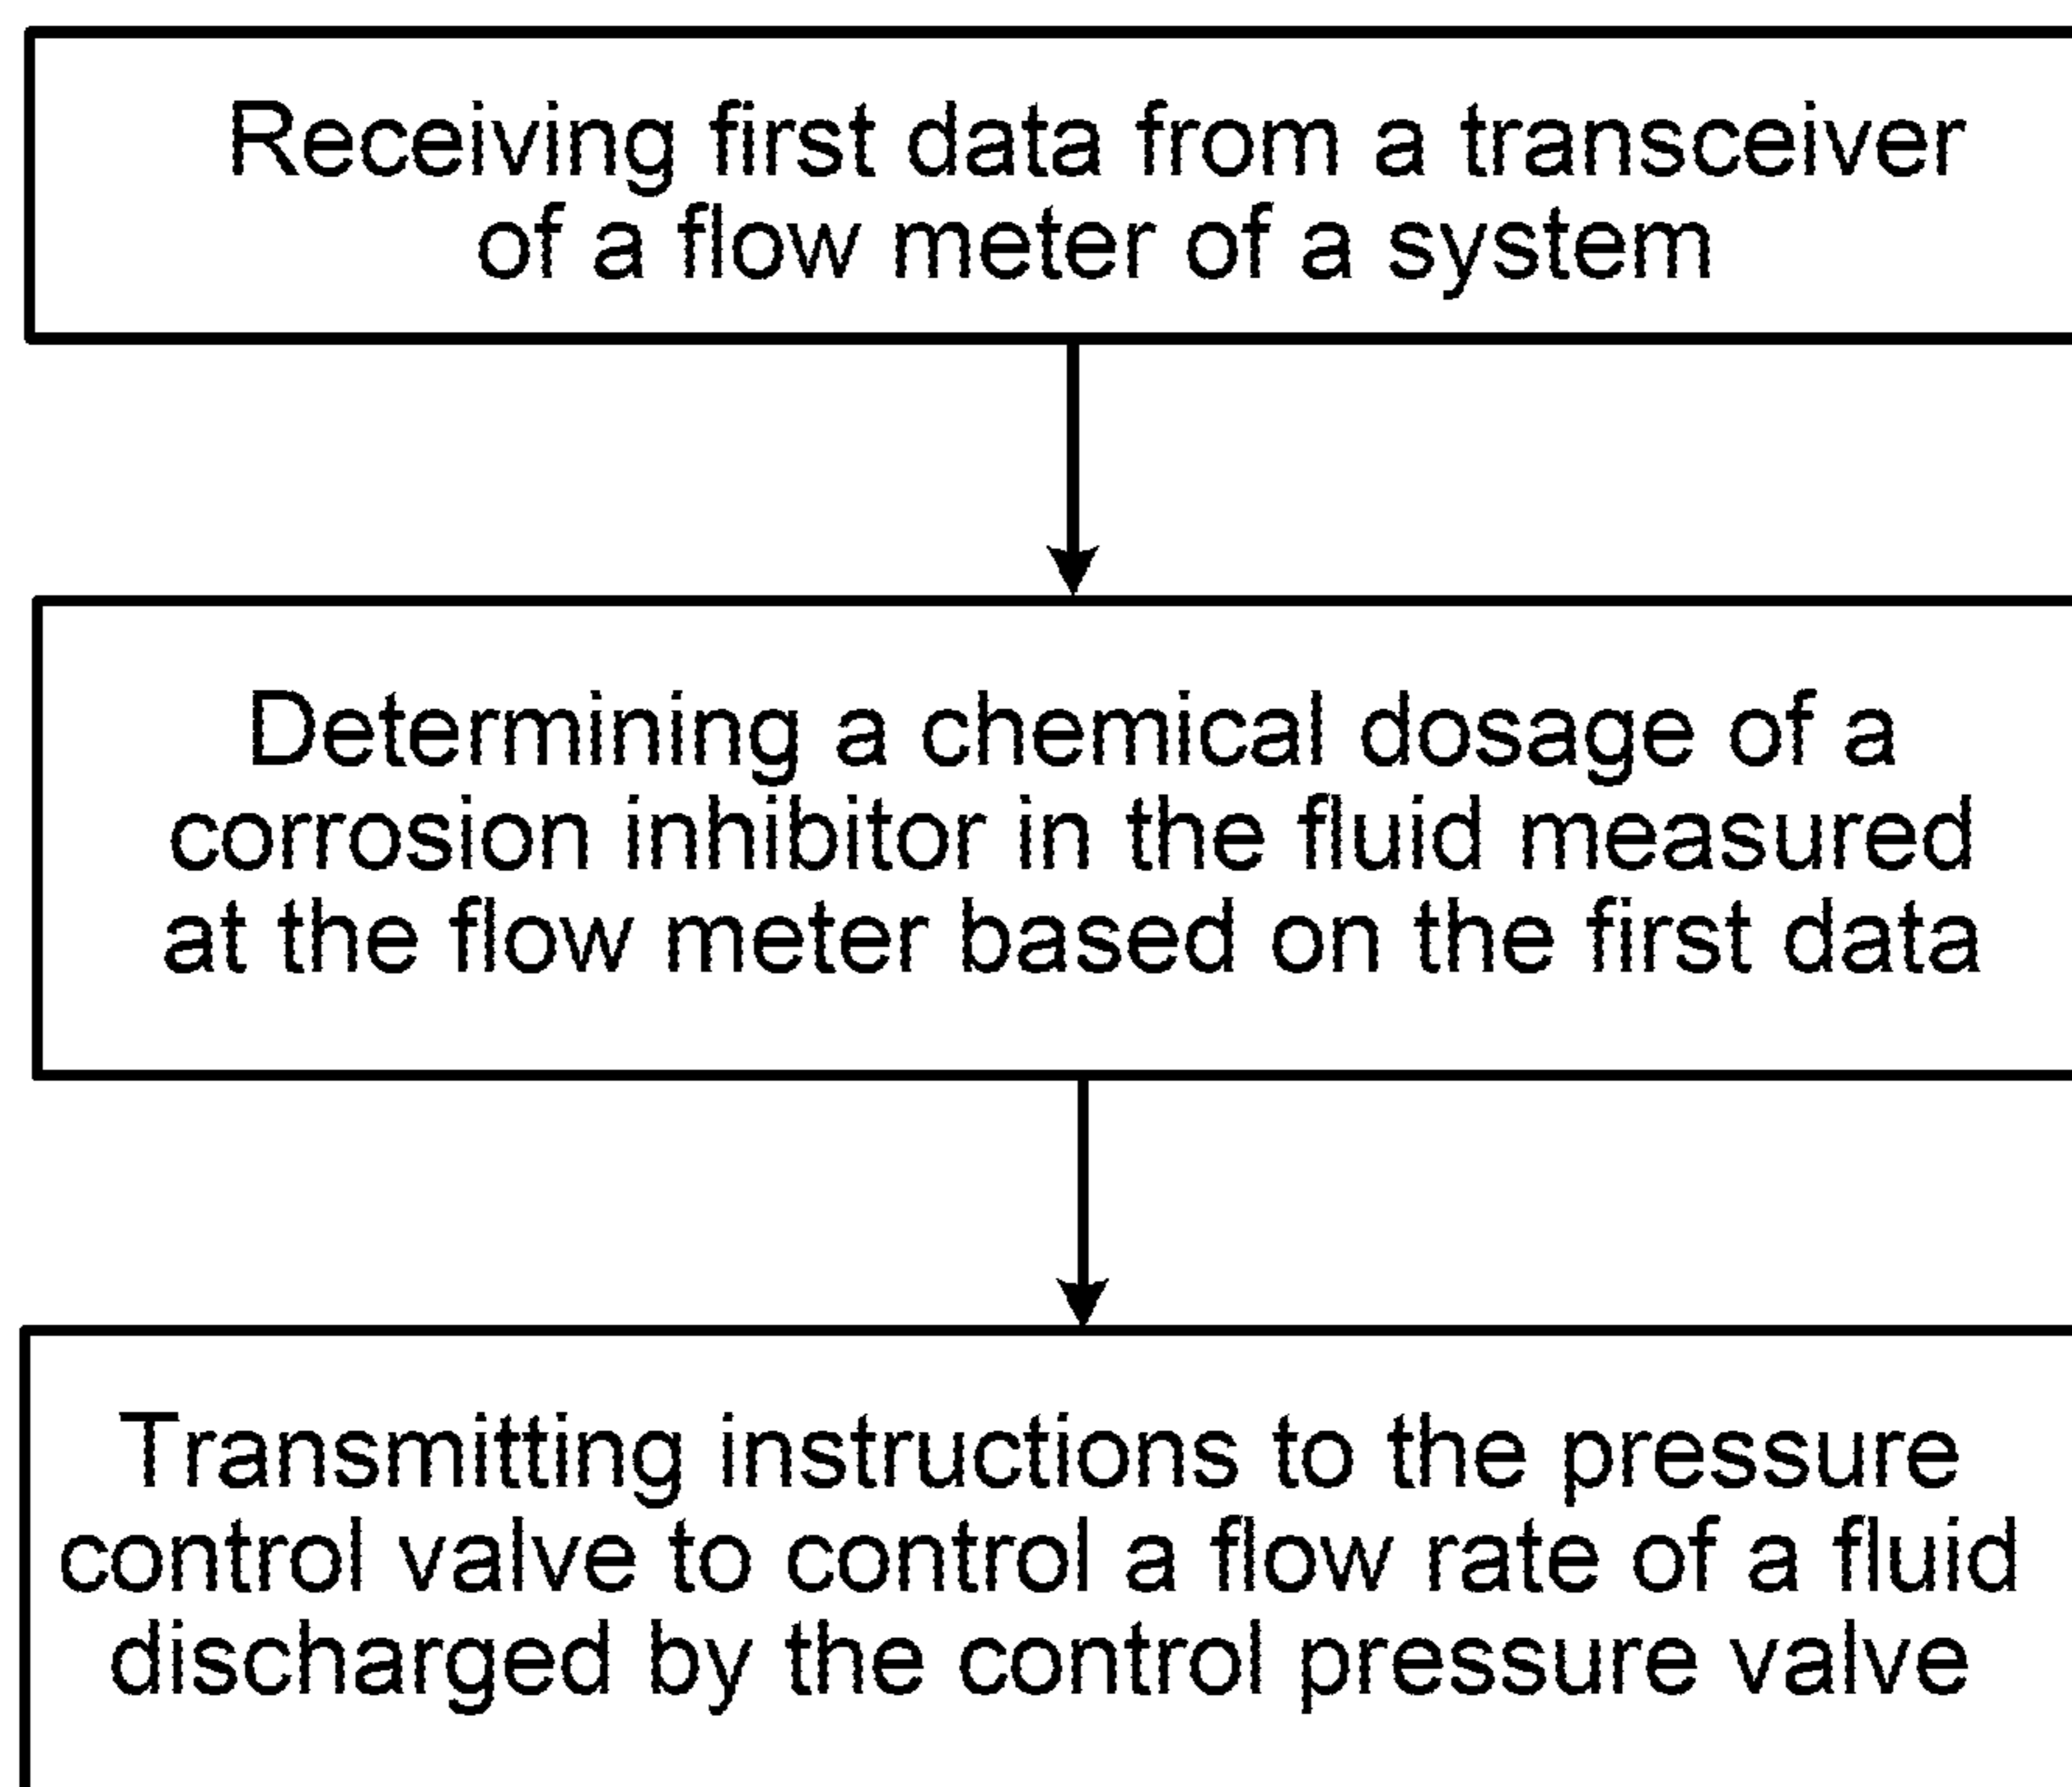 Receiving first data from a transceiver
of a flow meter of a system
Determining a chemical dosage of a
corrosion inhibitor in the fluid measured
at the flow meter based on the first data
Transmitting instructions to the pressure
control valve to control a flow rate of a fluid
discharged by the control pressure valve